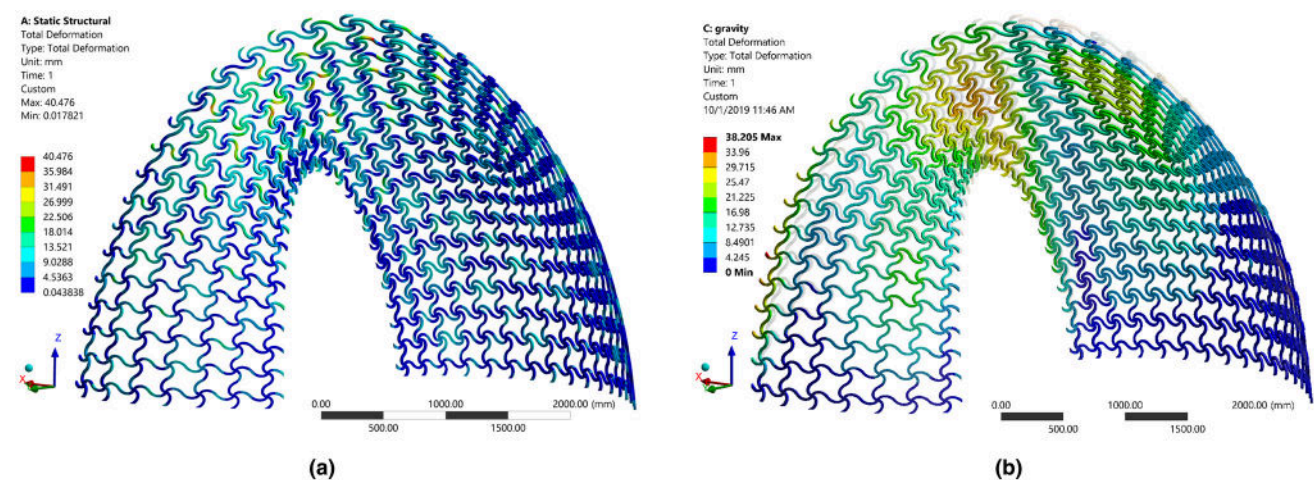 A: Static Structural
Total Deformation
Type: Total Deformation
Unit: mm
Time: 1
Custom
Max: 40.476
Min: 0.017821
40.476
35.984
31.491
26.999
22.506
18.014
13.521
9.0288
4.5363
0.043838
Z
X
0.00 1000.00 2000.00 (mm)
500.00 1500.00
(a)
C: gravity
Total Deformation
Type: Total Deformation
Unit: mm
Time: 1
Custom
10/1/2019 11:46 AM
38.205 Max
33.96
29.715
25.47
21.225
16.98
12.735
8.4901
4.245
0 Min
Z
X
0.00 1000.00 2000.00 (mm)
500.00 1500.00
(b)